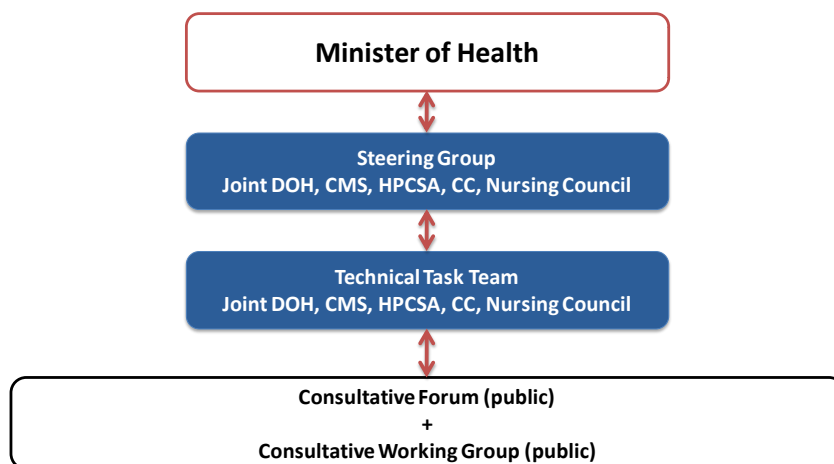 Minister of Health
Steering Group
Joint DOH, CMS, HPCSA, CC, Nursing Council
Technical Task Team
Joint DOH, CMS, HPCSA, CC, Nursing Council
Consultative Forum (public)
+
Consultative Working Group (public)